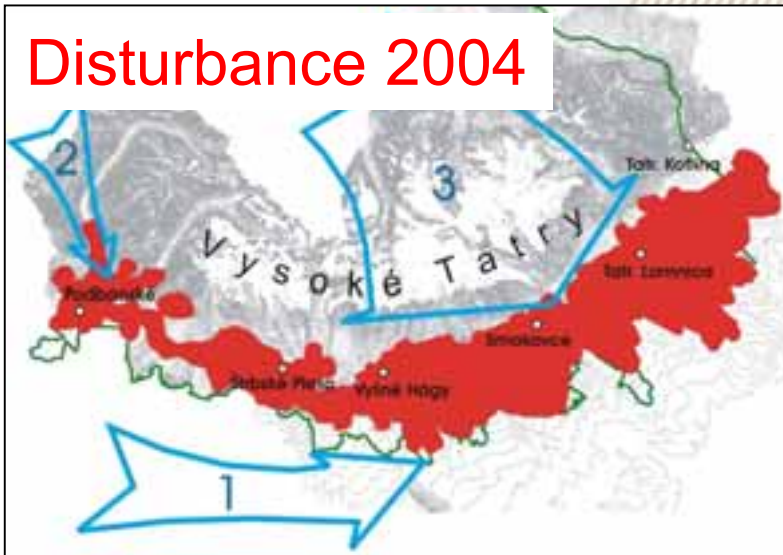 Disturbance 2004
2
3
Tatr. Kotlina
Vysoké Tatry
Tatr. Lomnica
Podbanské
Smokovce
Štrbské Pleso
Vyšné Hágy
1